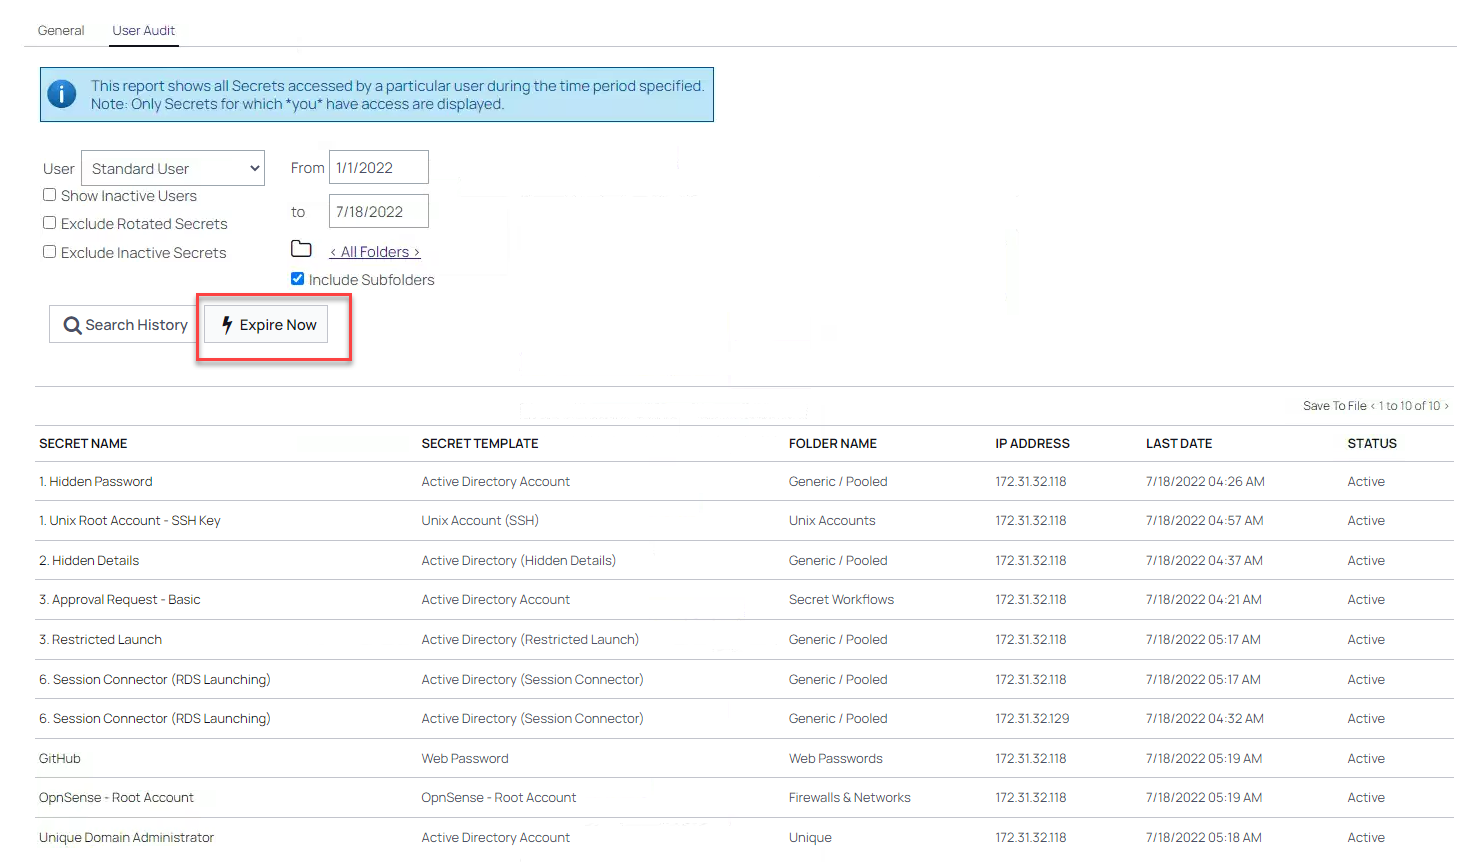 General User Audit
This report shows all Secrets accessed by a particular user during the time period specified.
Note: Only Secrets for which *you* have access are displayed.
User Standard User From 1/1/2022
Show Inactive Users
to 7/18/2022
Exclude Rotated Secrets
< All Folders >
Exclude Inactive Secrets
Include Subfolders
Search History Expire Now
Save To File < 1 to 10 of 10 >
SECRET NAME SECRET TEMPLATE FOLDER NAME IP ADDRESS LAST DATE STATUS
1. Hidden Password Active Directory Account Generic / Pooled 172.31.32.118 7/18/2022 04:26 AM Active
1. Unix Root Account - SSH Key Unix Account (SSH) Unix Accounts 172.31.32.118 7/18/2022 04:57 AM Active
2. Hidden Details Active Directory (Hidden Details) Generic / Pooled 172.31.32.118 7/18/2022 04:37 AM Active
3. Approval Request - Basic Active Directory Account Secret Workflows 172.31.32.118 7/18/2022 04:21 AM Active
3. Restricted Launch Active Directory (Restricted Launch) Generic / Pooled 172.31.32.118 7/18/2022 05:17 AM Active
6. Session Connector (RDS Launching) Active Directory (Session Connector) Generic / Pooled 172.31.32.118 7/18/2022 05:17 AM Active
6. Session Connector (RDS Launching) Active Directory (Session Connector) Generic / Pooled 172.31.32.129 7/18/2022 04:32 AM Active
GitHub Web Password Web Passwords 172.31.32.118 7/18/2022 05:19 AM Active
OpnSense - Root Account OpnSense - Root Account Firewalls & Networks 172.31.32.118 7/18/2022 05:19 AM Active
Unique Domain Administrator Active Directory Account Unique 172.31.32.118 7/18/2022 05:18 AM Active